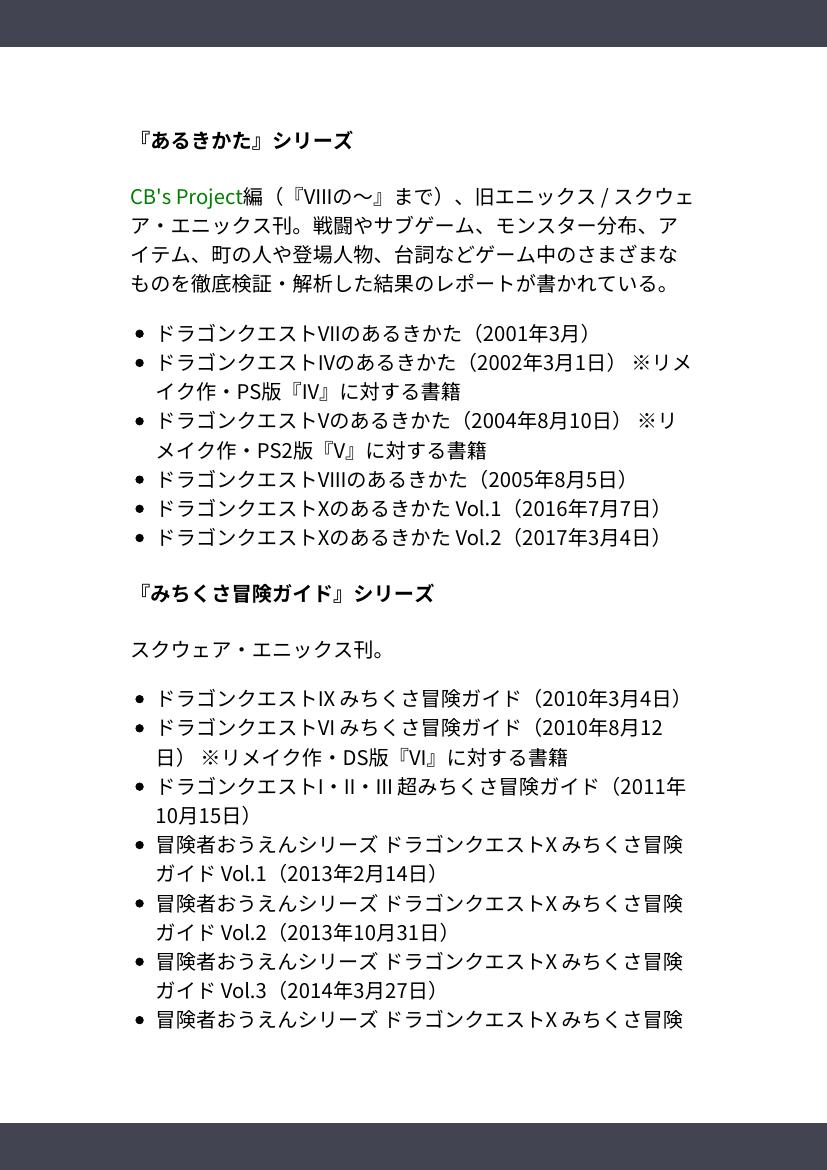 『あるきかた』シリーズ
CB's Project編（『VIIIの〜』まで）、旧エニックス / スクウェ
ア・エニックス刊。戦闘やサブゲーム、モンスター分布、ア
イテム、町の人や登場人物、台詞などゲーム中のさまざまな
ものを徹底検証・解析した結果のレポートが書かれている。
• ドラゴンクエストVIIのあるきかた（2001年3月）
• ドラゴンクエストIVのあるきかた（2002年3月1日） ※リメ
イク作・PS版『IV』に対する書籍
• ドラゴンクエストVのあるきかた（2004年8月10日） ※リ
メイク作・PS2版『V』に対する書籍
• ドラゴンクエストVIIIのあるきかた（2005年8月5日）
• ドラゴンクエストXのあるきかた Vol.1（2016年7月7日）
• ドラゴンクエストXのあるきかた Vol.2（2017年3月4日）
『みちくさ冒険ガイド』シリーズ
スクウェア・エニックス刊。
• ドラゴンクエストIX みちくさ冒険ガイド（2010年3月4日）
• ドラゴンクエストVI みちくさ冒険ガイド（2010年8月12
日） ※リメイク作・DS版『VI』に対する書籍
• ドラゴンクエストI・II・III 超みちくさ冒険ガイド（2011年
10月15日）
• 冒険者おうえんシリーズ ドラゴンクエストX みちくさ冒険
ガイド Vol.1（2013年2月14日）
• 冒険者おうえんシリーズ ドラゴンクエストX みちくさ冒険
ガイド Vol.2（2013年10月31日）
• 冒険者おうえんシリーズ ドラゴンクエストX みちくさ冒険
ガイド Vol.3（2014年3月27日）
• 冒険者おうえんシリーズ ドラゴンクエストX みちくさ冒険